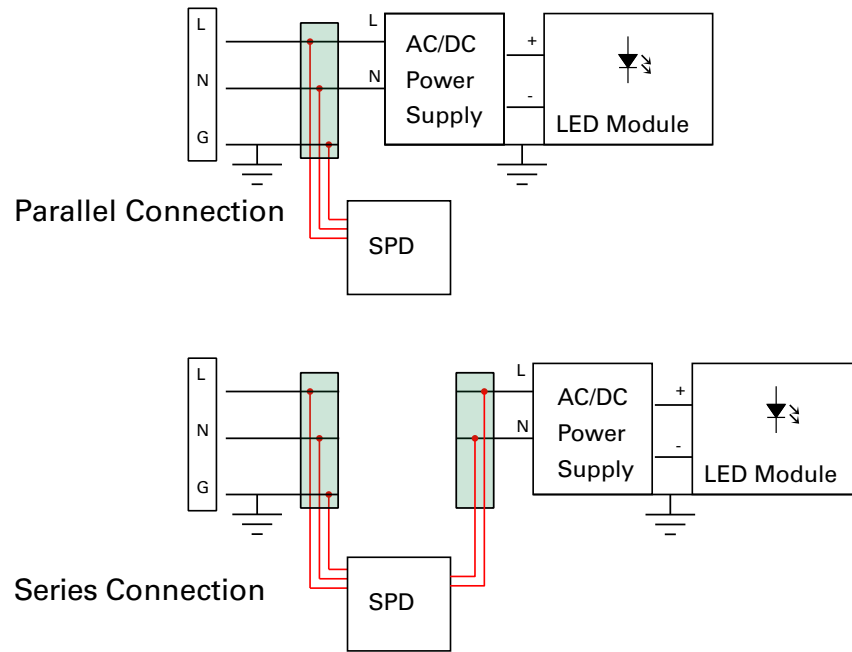 L
N
G
L
N
AC/DC
Power
Supply
+
-
LED Module
Parallel Connection
SPD
L
N
G
L
N
AC/DC
Power
Supply
+
-
LED Module
Series Connection
SPD